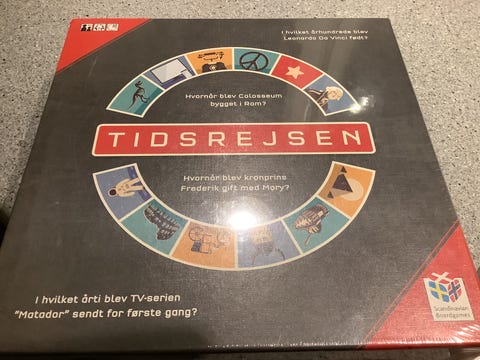 I hvilket århundrede blev
Leonardo Da Vinci født?
Hvornår blev Colosseum
bygget i Rom?
TIDSREJSEN
Hvornår blev kronprins
Frederik gift med Mary?
I hvilket årti blev TV-serien
"Matador" sendt for første gang?
Scandinavian
Boardgames